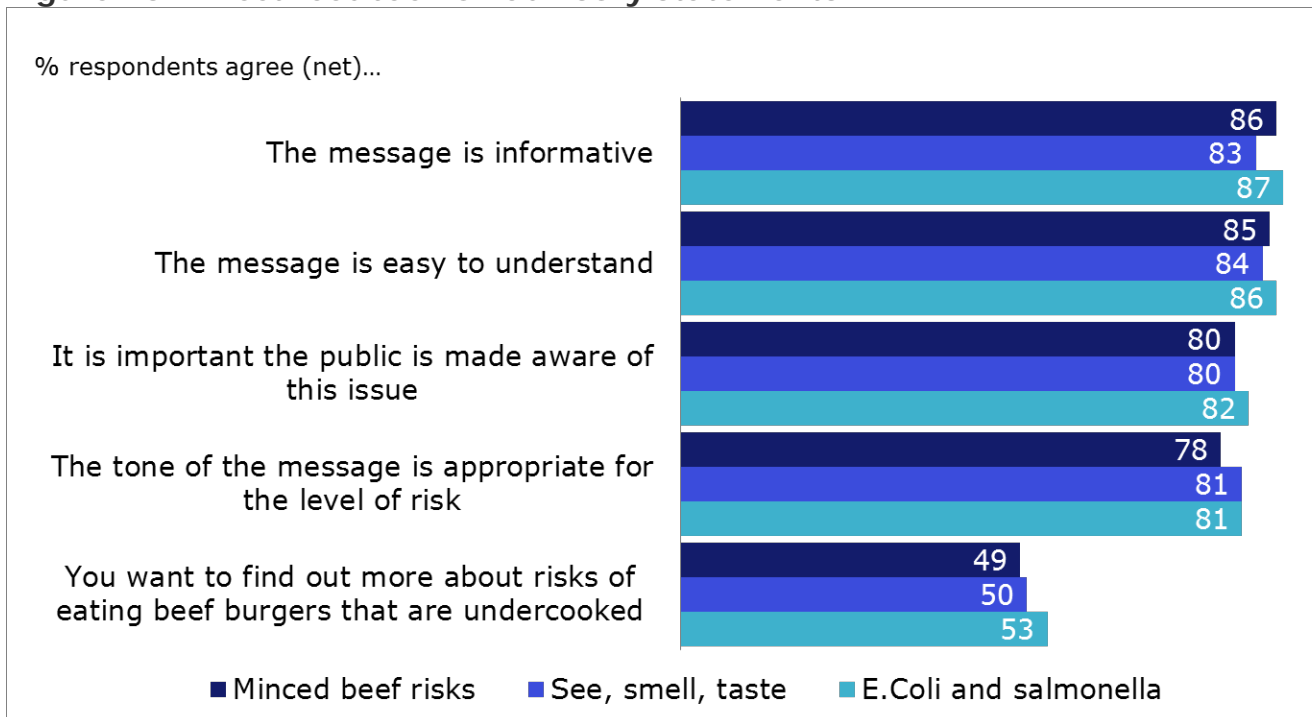 % respondents agree (net)...
The message is informative
86
83
87
The message is easy to understand
85
84
86
It is important the public is made aware of
this issue
80
80
82
The tone of the message is appropriate for
the level of risk
78
81
81
You want to find out more about risks of
eating beef burgers that are undercooked
49
50
53
Minced beef risks See, smell, taste E.Coli and salmonella